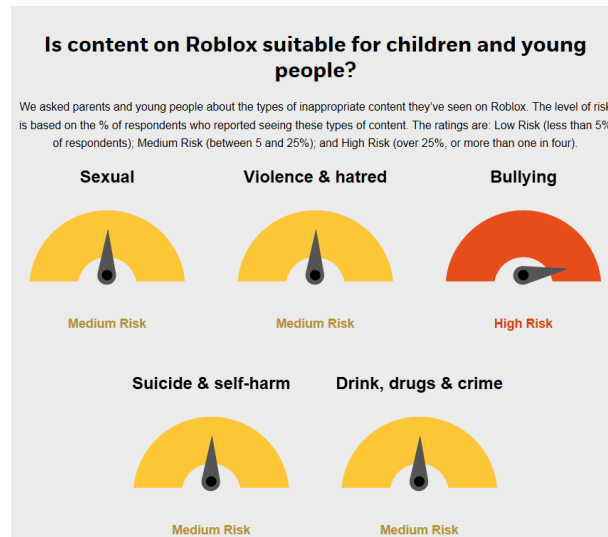 Is content on Roblox suitable for children and young
people?
We asked parents and young people about the types of inappropriate content they've seen on Roblox. The level of risk
is based on the % of respondents who reported seeing these types of content. The ratings are: Low Risk (less than 5%
of respondents); Medium Risk (between 5 and 25%); and High Risk (over 25%, or more than one in four).
Sexual
Violence & hatred
Bullying
Medium Risk
Medium Risk
High Risk
Suicide & self-harm
Drink, drugs & crime
Medium Risk
Medium Risk